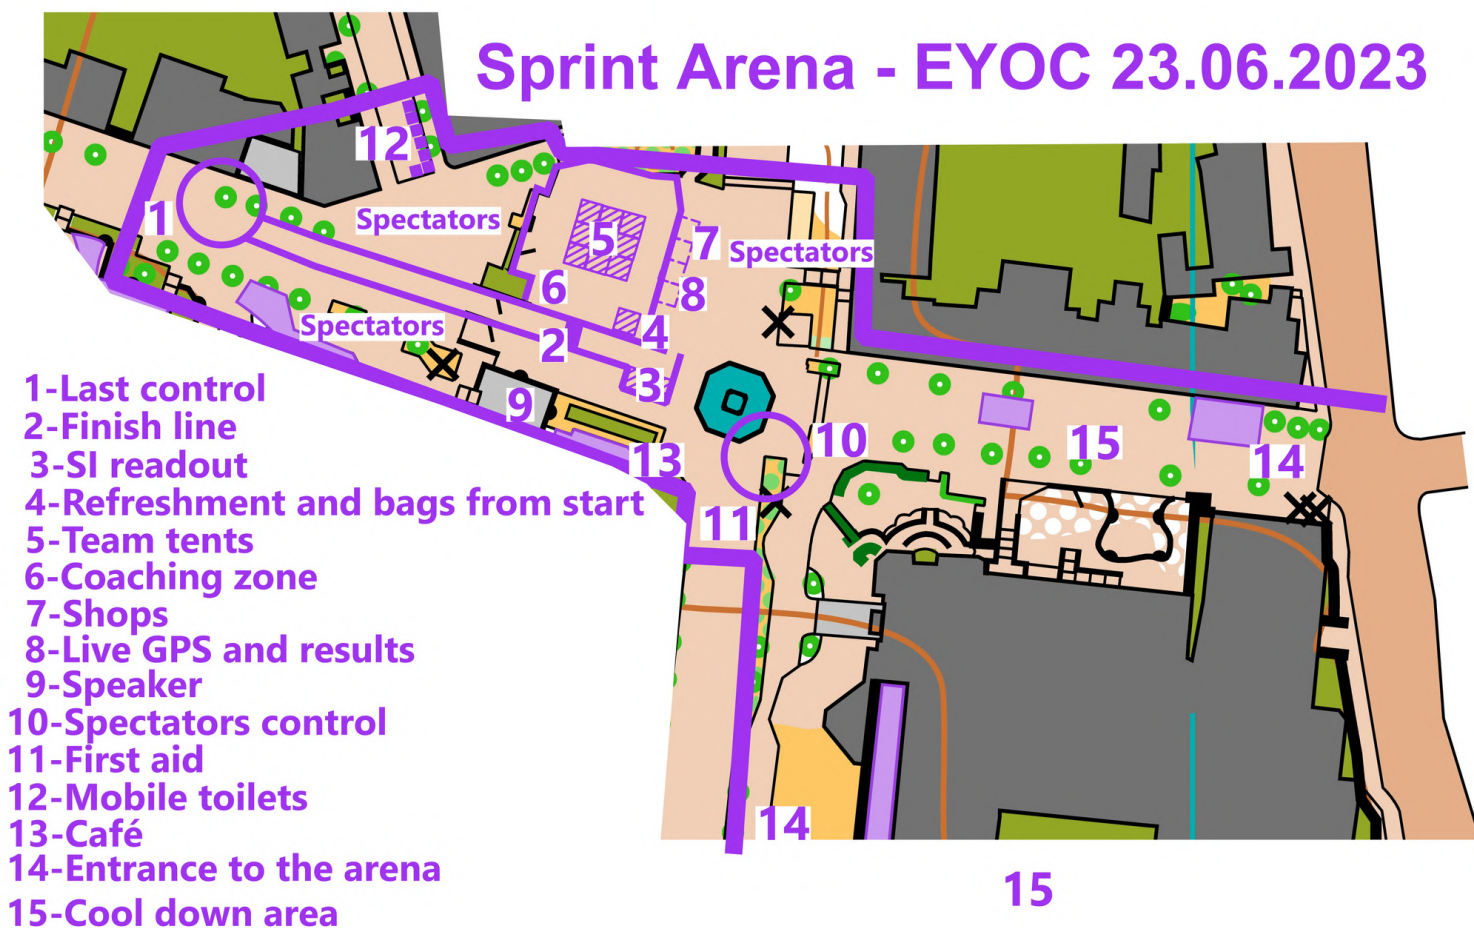 Sprint Arena - EYOC 23.06.2023
12
1
Spectators
5
7
Spectators
6
8
Spectators
2
4
3
9
10
15
13
14
11
14
15
1-Last control
2-Finish line
3-SI readout
4-Refreshment and bags from start
5-Team tents
6-Coaching zone
7-Shops
8-Live GPS and results
9-Speaker
10-Spectators control
11-First aid
12-Mobile toilets
13-Café
14-Entrance to the arena
15-Cool down area